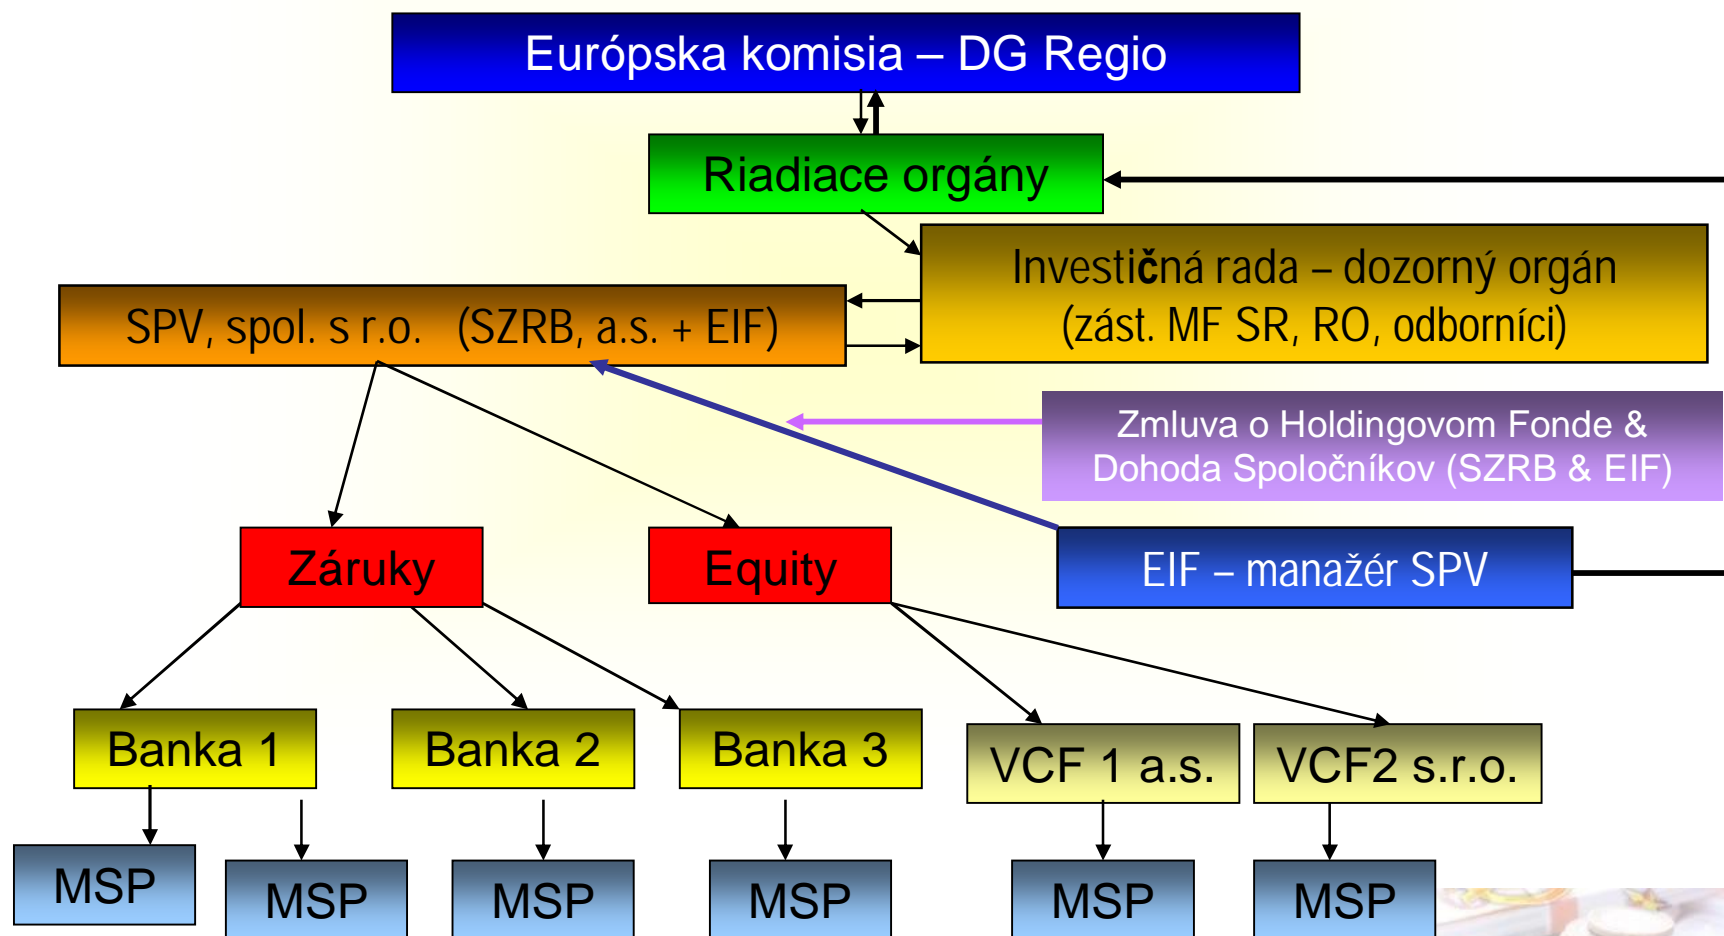 Európska komisia – DG Regio
Riadiace orgány
Investičná rada – dozorný orgán
(zást. MF SR, RO, odborníci)
SPV, spol. s r.o. (SZRB, a.s. + EIF)
Zmluva o Holdingovom Fonde &
Dohoda Spoločníkov (SZRB & EIF)
Záruky
Equity
EIF – manažér SPV
Banka 1
Banka 2
Banka 3
VCF 1 a.s.
VCF2 s.r.o.
MSP
MSP
MSP
MSP
MSP
MSP